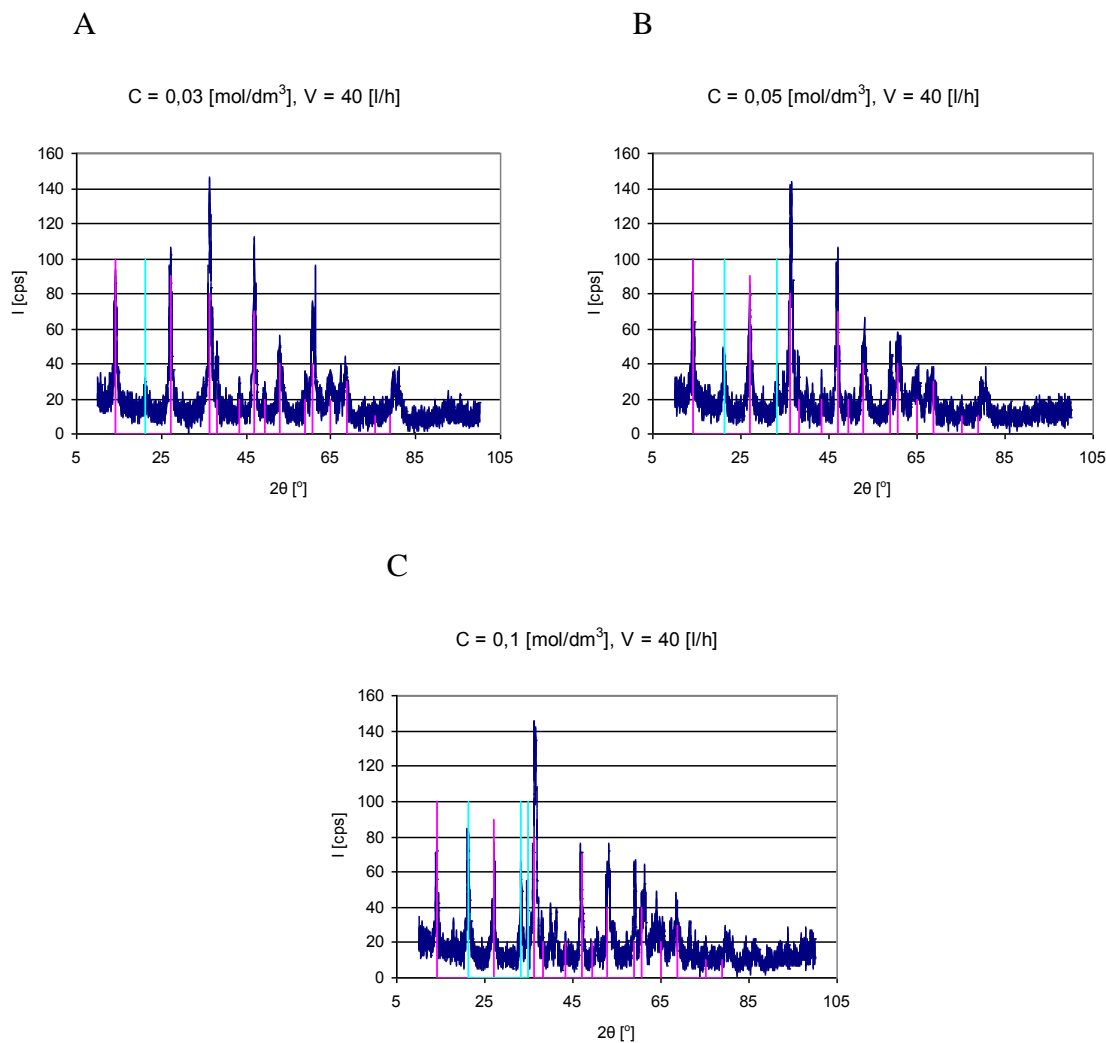 A
B
C = 0,03 [mol/dm³], V = 40 [l/h]
C = 0,05 [mol/dm³], V = 40 [l/h]
160
140
120
100
80
60
40
20
0
I [cps]
5 25 45 65 85 105
2θ [°]
160
140
120
100
80
60
40
20
0
I [cps]
5 25 45 65 85 105
2θ [°]
C
C = 0,1 [mol/dm³], V = 40 [l/h]
160
140
120
100
80
60
40
20
0
I [cps]
5 25 45 65 85 105
2θ [°]